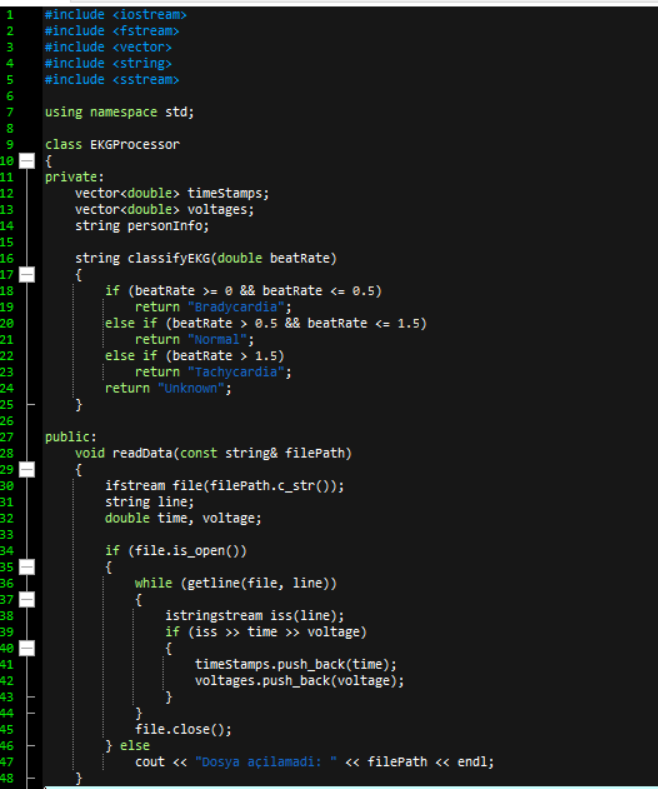 1 #include <iostream>
2 #include <fstream>
3 #include <vector>
4 #include <string>
5 #include <sstream>
6
7 using namespace std;
8
9 class EKGProcessor
10 {
11 private:
12 vector<double> timeStamps;
13 vector<double> voltages;
14 string personInfo;
15
16 string classifyEKG(double beatRate)
17 {
18 if (beatRate >= 0 && beatRate <= 0.5)
19 return "Bradycardia";
20 else if (beatRate > 0.5 && beatRate <= 1.5)
21 return "Normal";
22 else if (beatRate > 1.5)
23 return "Tachycardia";
24 return "Unknown";
25 }
26
27 public:
28 void readData(const string& filePath)
29 {
30 ifstream file(filePath.c_str());
31 string line;
32 double time, voltage;
33
34 if (file.is_open())
35 {
36 while (getline(file, line))
37 {
38 istringstream iss(line);
39 if (iss >> time >> voltage)
40 {
41 timeStamps.push_back(time);
42 voltages.push_back(voltage);
43 }
44 }
45 file.close();
46 } else
47 cout << "Dosya açilamadi: " << filePath << endl;
48 }